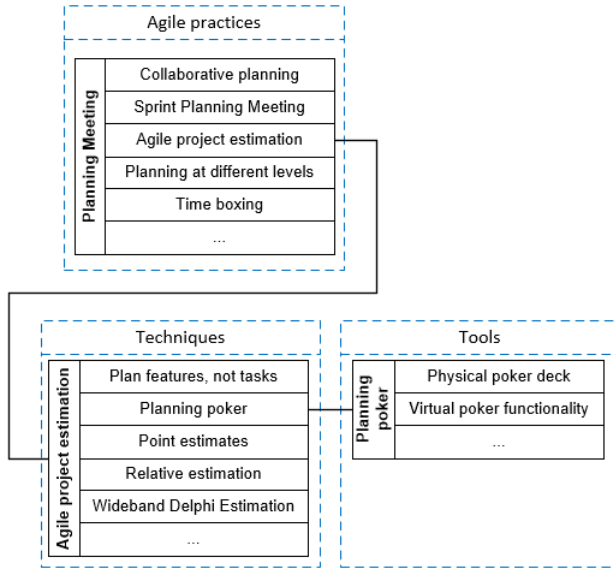 Agile practices
Planning Meeting
Collaborative planning
Sprint Planning Meeting
Agile project estimation
Planning at different levels
Time boxing
...
Techniques
Agile project estimation
Plan features, not tasks
Planning poker
Point estimates
Relative estimation
Wideband Delphi Estimation
...
Tools
Planning
poker
Physical poker deck
Virtual poker functionality
...